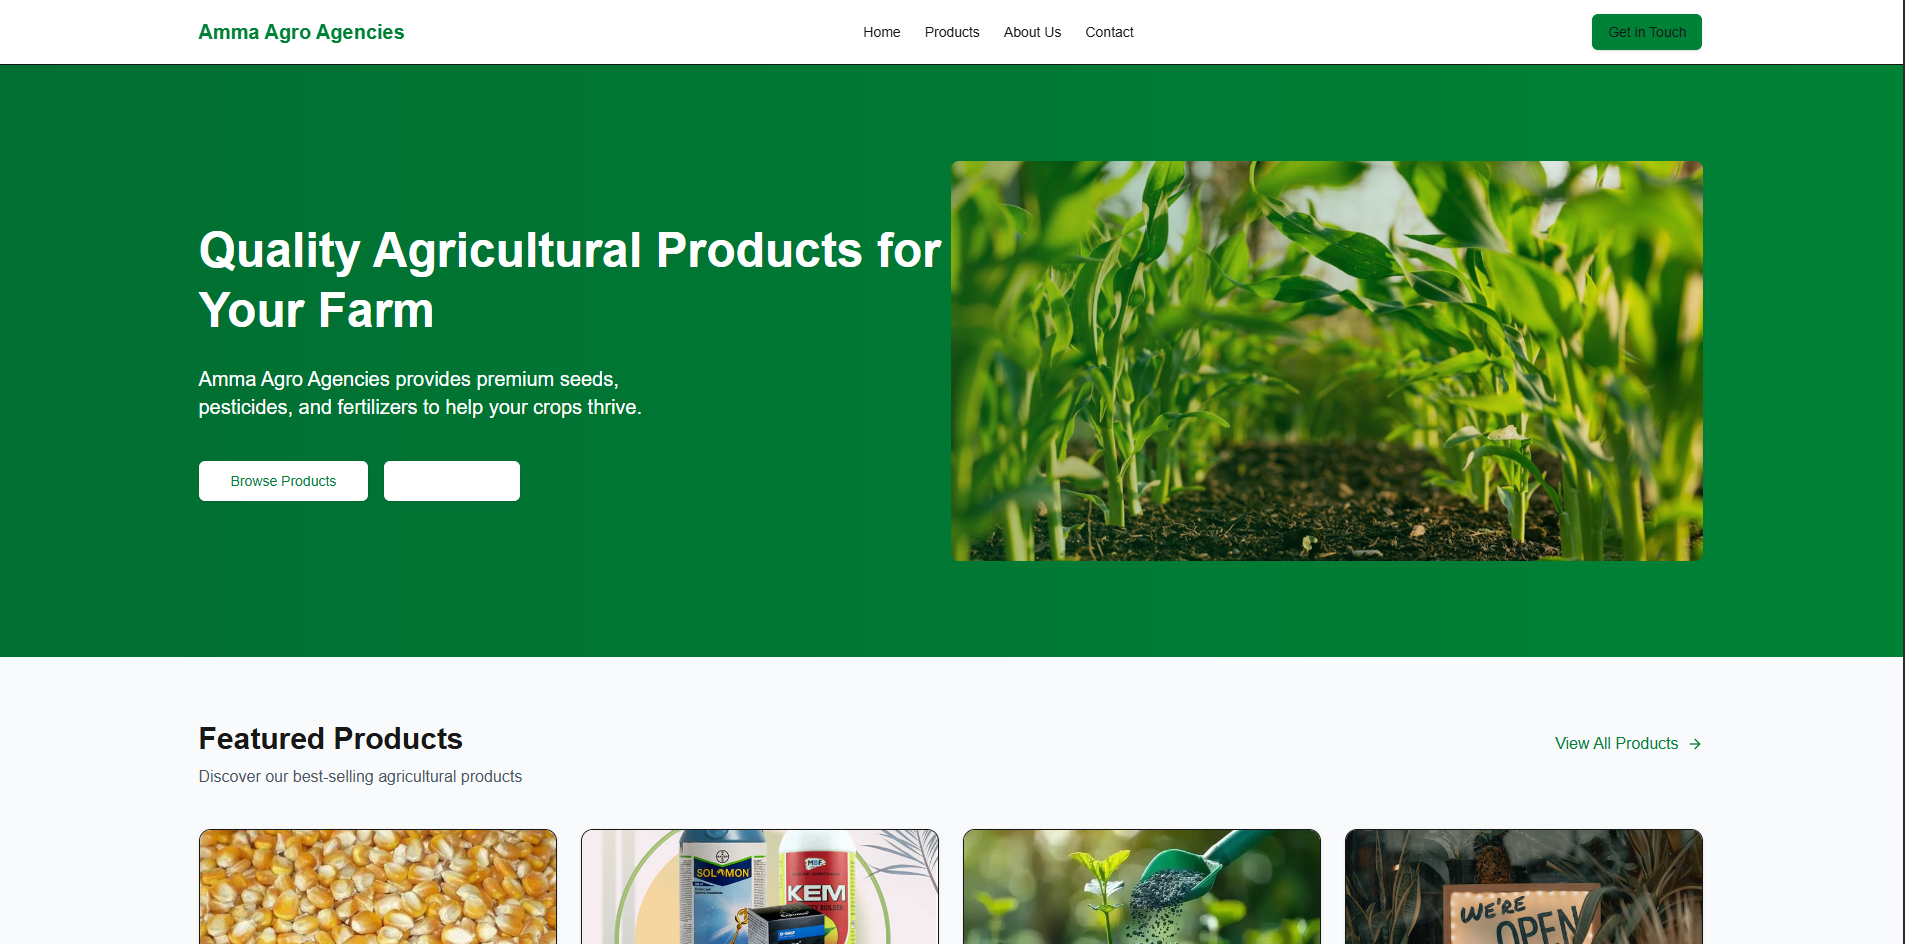 Amma Agro Agencies
Home Products About Us Contact
Get in Touch
Quality Agricultural Products for
Your Farm
Amma Agro Agencies provides premium seeds,
pesticides, and fertilizers to help your crops thrive.
Browse Products
Featured Products
View All Products
Discover our best-selling agricultural products
SOLOMON
MBF
KEM
WE'RE
OPEN